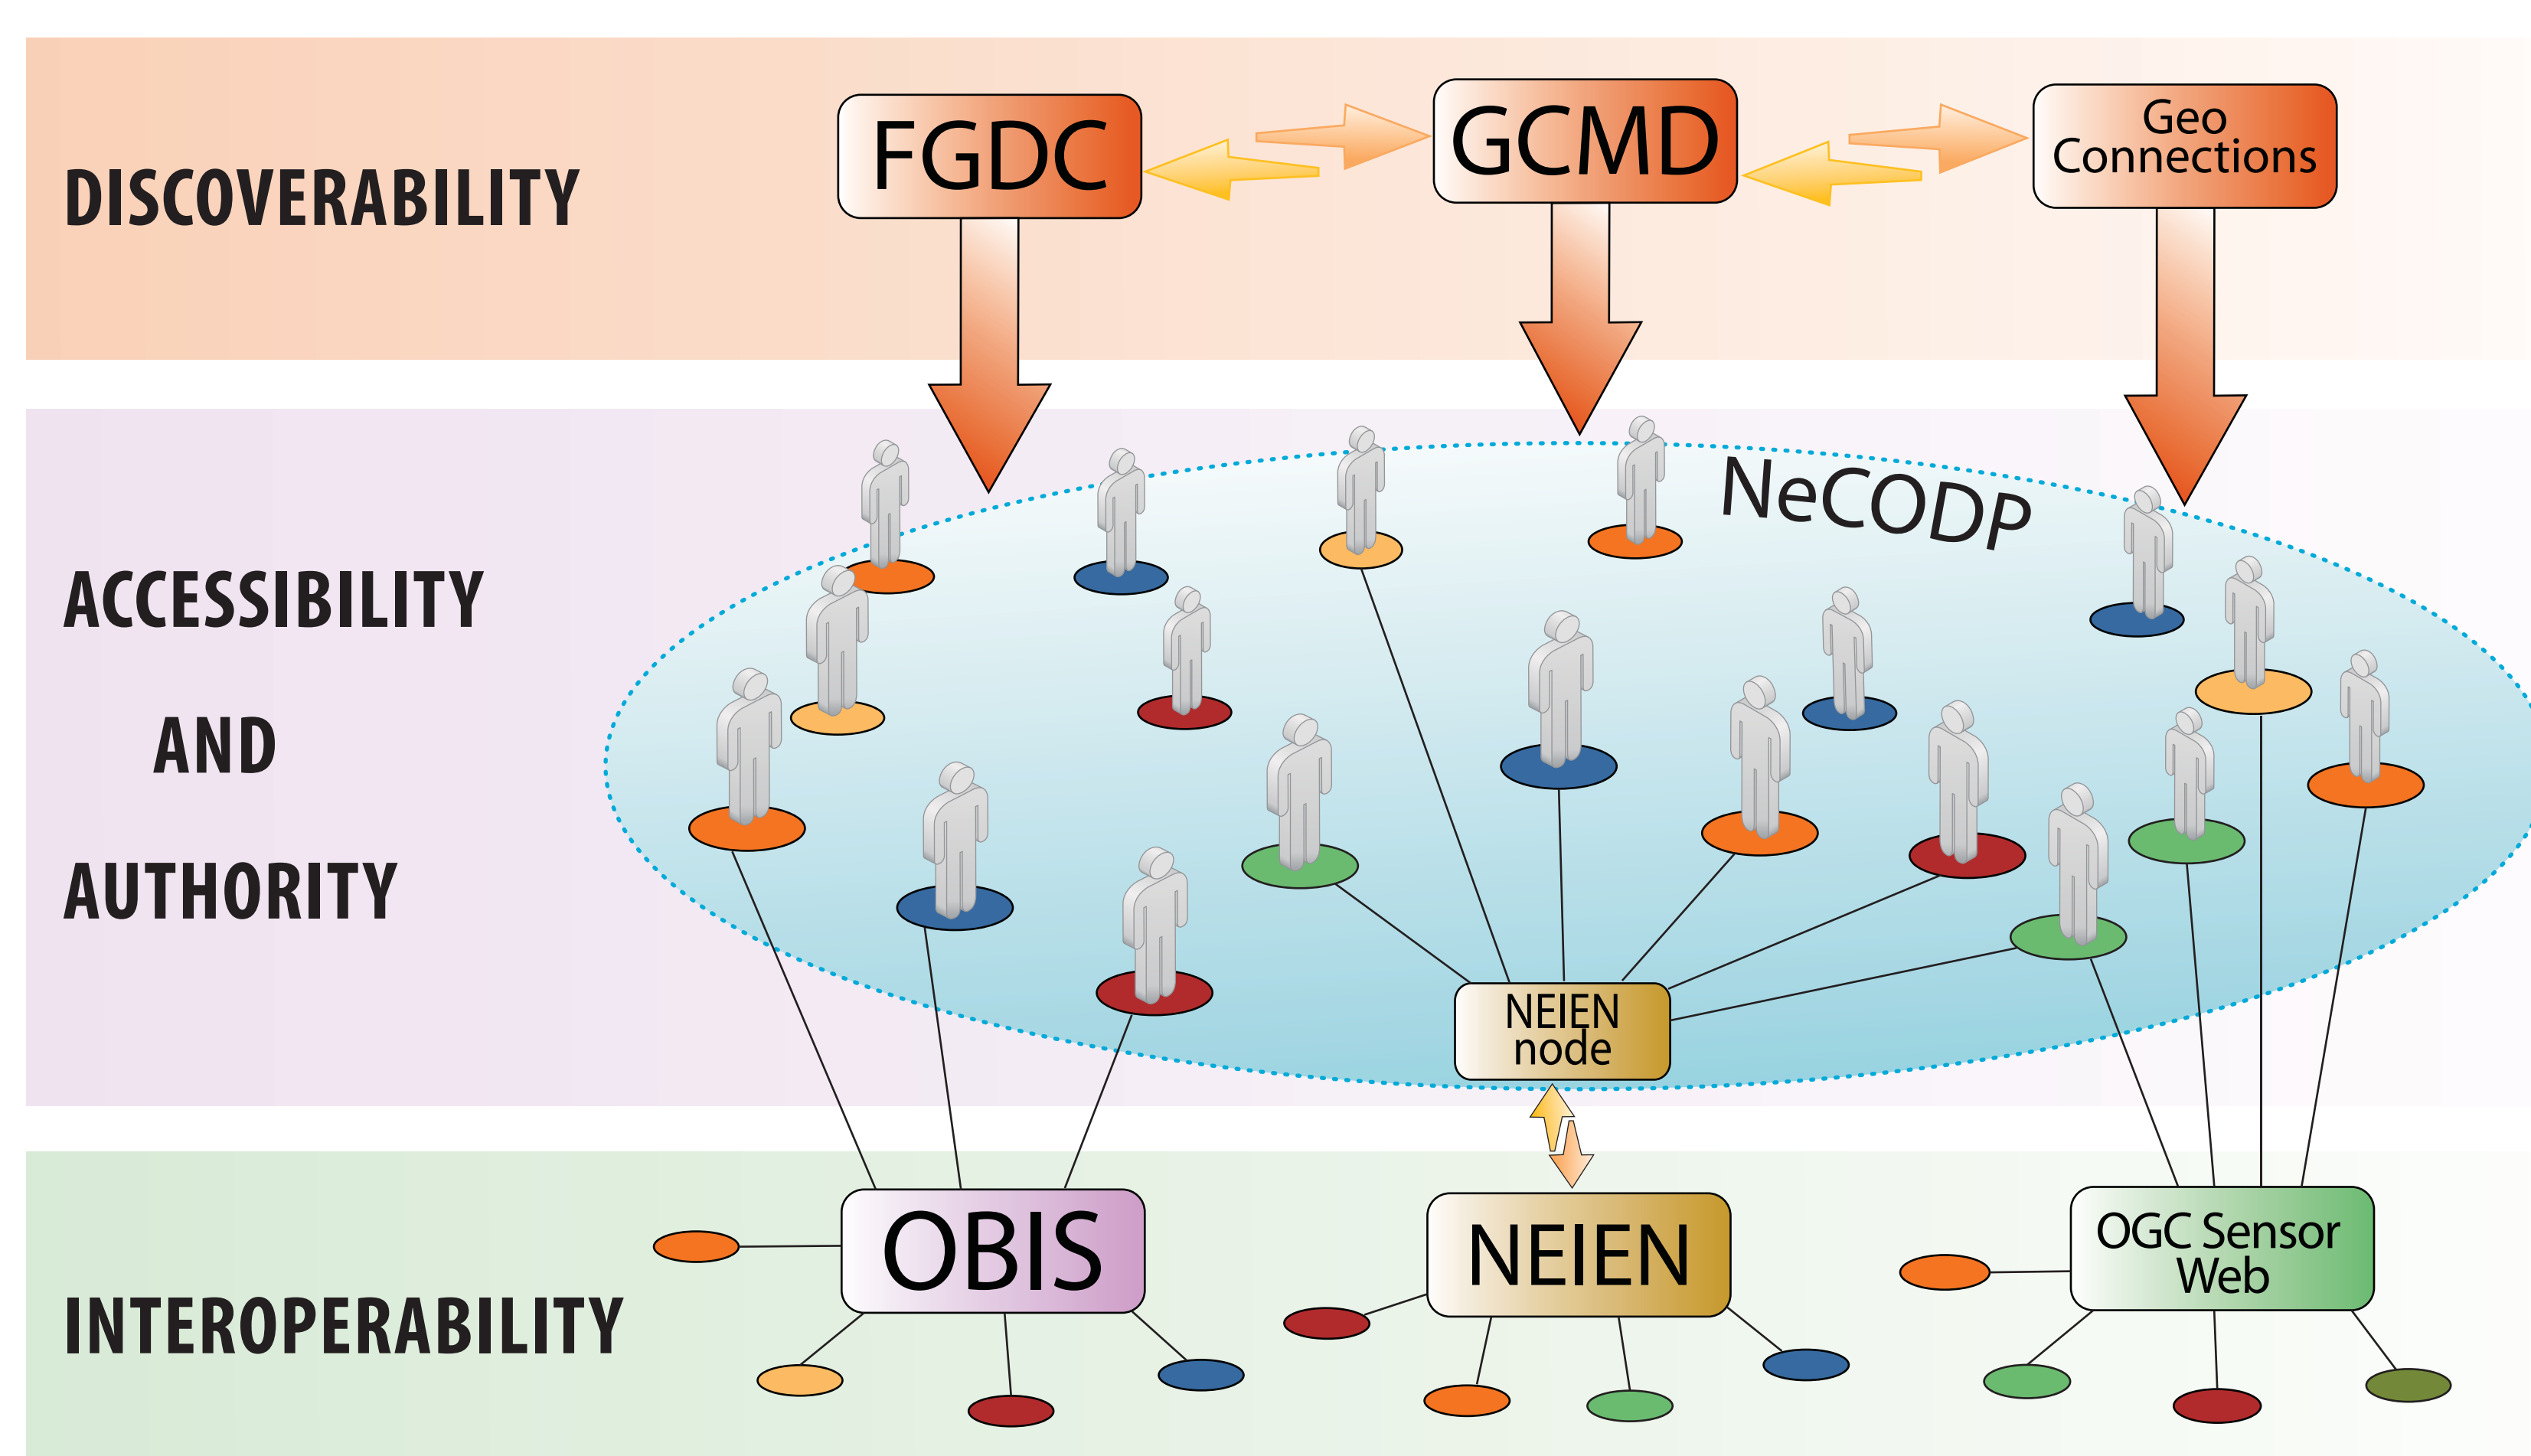 DISCOVERABILITY
FGDC
GCMD
Geo
Connections
ACCESSIBILITY
AND
AUTHORITY
NeCODP
NEIEN
node
INTEROPERABILITY
OBIS
NEIEN
OGC Sensor
Web